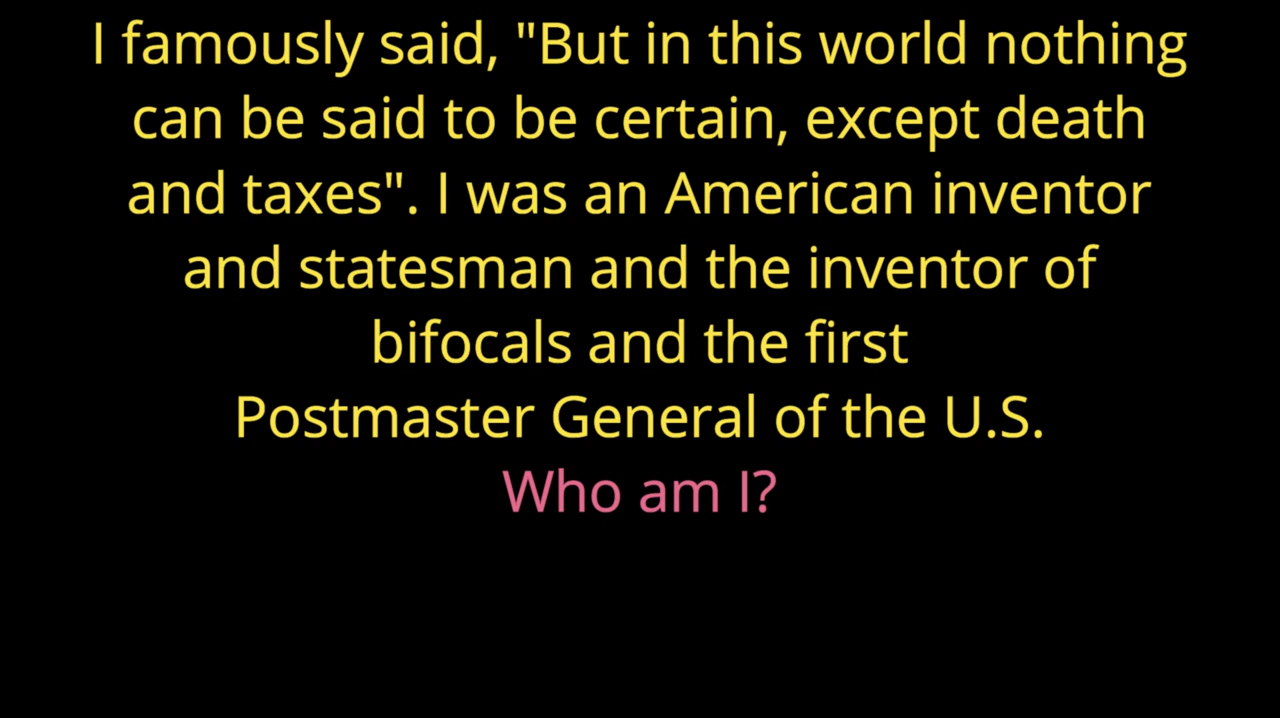 I famously said, "But in this world nothing
can be said to be certain, except death
and taxes". I was an American inventor
and statesman and the inventor of
bifocals and the first
Postmaster General of the U.S.
Who am I?